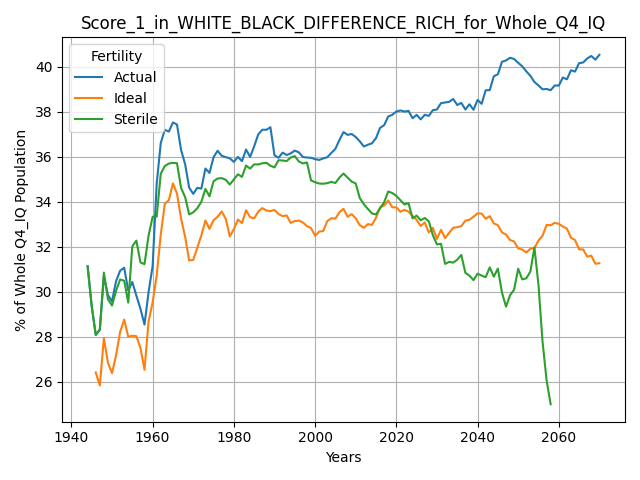 Score_1_in_WHITE_BLACK_DIFFERENCE_RICH_for_Whole_Q4_IQ
Fertility
Actual
Ideal
Sterile
% of Whole Q4_IQ Population
40
38
36
34
32
30
28
26
1940
1960
1980
2000
2020
2040
2060
Years